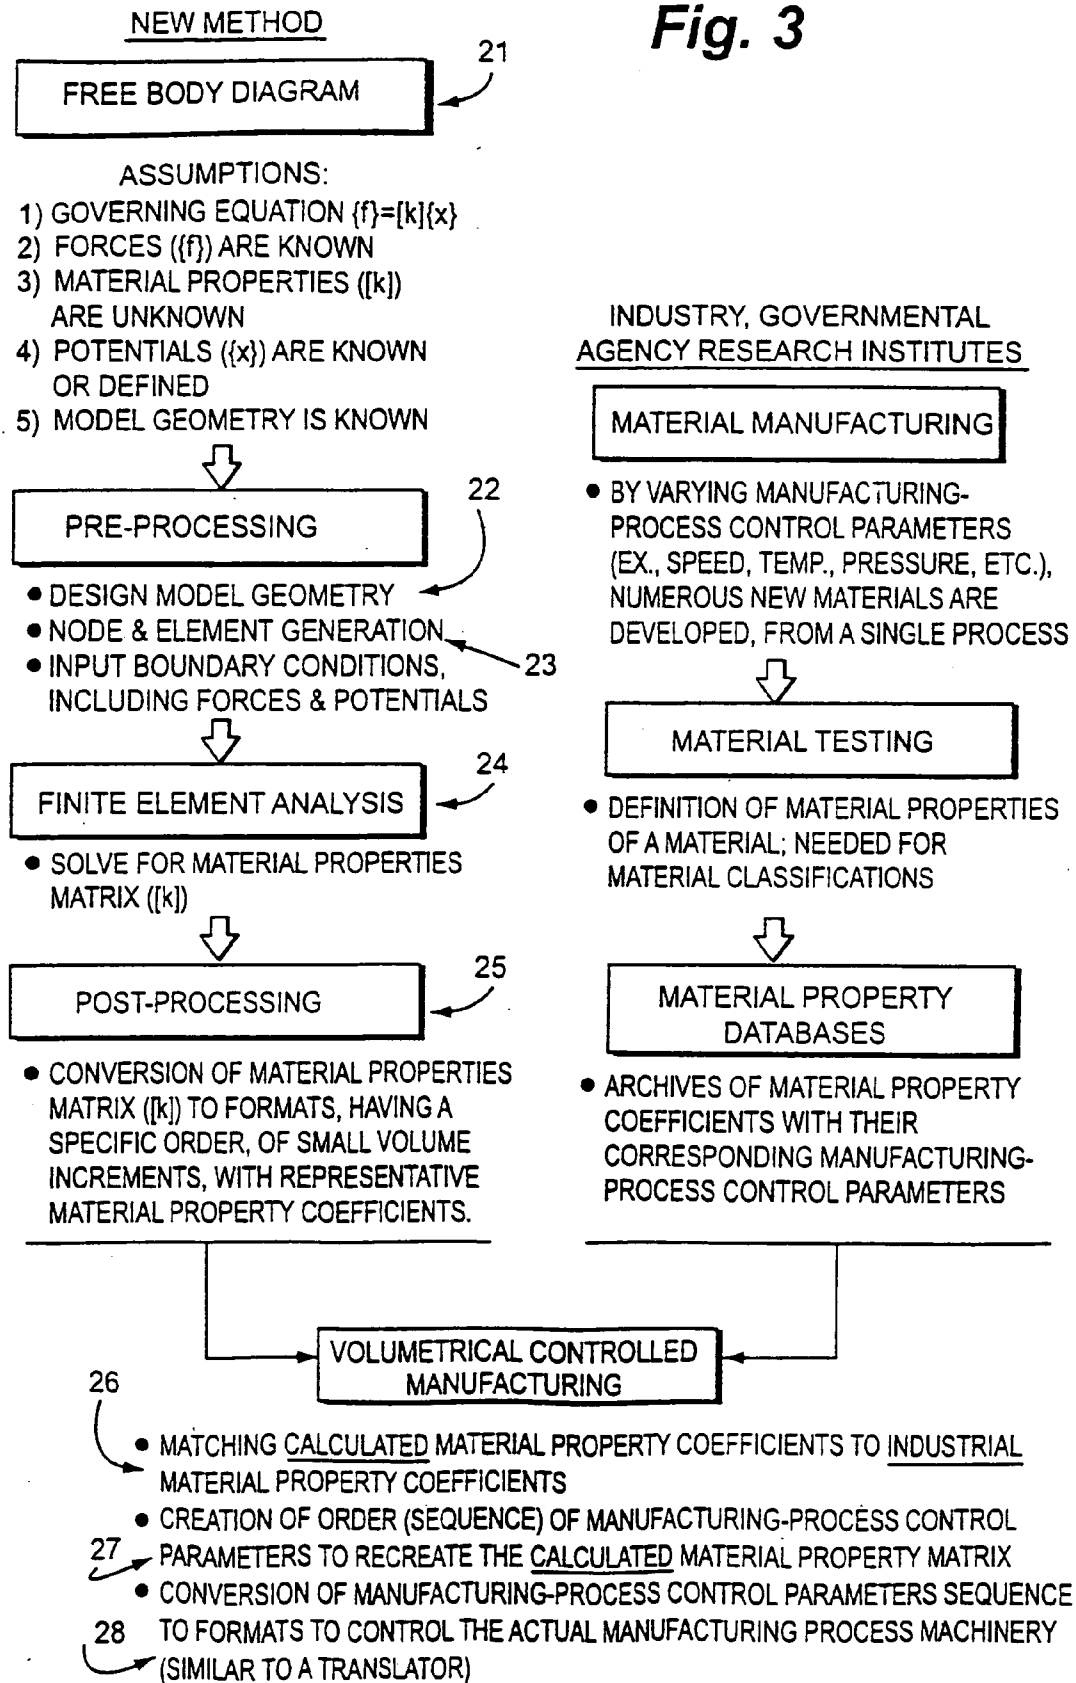 NEW METHOD
Fig. 3
21
FREE BODY DIAGRAM
ASSUMPTIONS:
1) GOVERNING EQUATION {f}=[k]{x}
2) FORCES ({f}) ARE KNOWN
3) MATERIAL PROPERTIES ([k])
ARE UNKNOWN
4) POTENTIALS ({x}) ARE KNOWN
OR DEFINED
5) MODEL GEOMETRY IS KNOWN
22
PRE-PROCESSING
• DESIGN MODEL GEOMETRY
• NODE & ELEMENT GENERATION
23
• INPUT BOUNDARY CONDITIONS,
INCLUDING FORCES & POTENTIALS
24
FINITE ELEMENT ANALYSIS
• SOLVE FOR MATERIAL PROPERTIES
MATRIX ([k])
25
POST-PROCESSING
• CONVERSION OF MATERIAL PROPERTIES
MATRIX ([k]) TO FORMATS, HAVING A
SPECIFIC ORDER, OF SMALL VOLUME
INCREMENTS, WITH REPRESENTATIVE
MATERIAL PROPERTY COEFFICIENTS.
INDUSTRY, GOVERNMENTAL
AGENCY RESEARCH INSTITUTES
MATERIAL MANUFACTURING
• BY VARYING MANUFACTURING-
PROCESS CONTROL PARAMETERS
(EX., SPEED, TEMP., PRESSURE, ETC.),
NUMEROUS NEW MATERIALS ARE
DEVELOPED, FROM A SINGLE PROCESS
MATERIAL TESTING
• DEFINITION OF MATERIAL PROPERTIES
OF A MATERIAL; NEEDED FOR
MATERIAL CLASSIFICATIONS
MATERIAL PROPERTY
DATABASES
• ARCHIVES OF MATERIAL PROPERTY
COEFFICIENTS WITH THEIR
CORRESPONDING MANUFACTURING-
PROCESS CONTROL PARAMETERS
VOLUMETRICAL CONTROLLED
MANUFACTURING
26
• MATCHING CALCULATED MATERIAL PROPERTY COEFFICIENTS TO INDUSTRIAL
MATERIAL PROPERTY COEFFICIENTS
• CREATION OF ORDER (SEQUENCE) OF MANUFACTURING-PROCESS CONTROL
27
PARAMETERS TO RECREATE THE CALCULATED MATERIAL PROPERTY MATRIX
• CONVERSION OF MANUFACTURING-PROCESS CONTROL PARAMETERS SEQUENCE
28
TO FORMATS TO CONTROL THE ACTUAL MANUFACTURING PROCESS MACHINERY
(SIMILAR TO A TRANSLATOR)